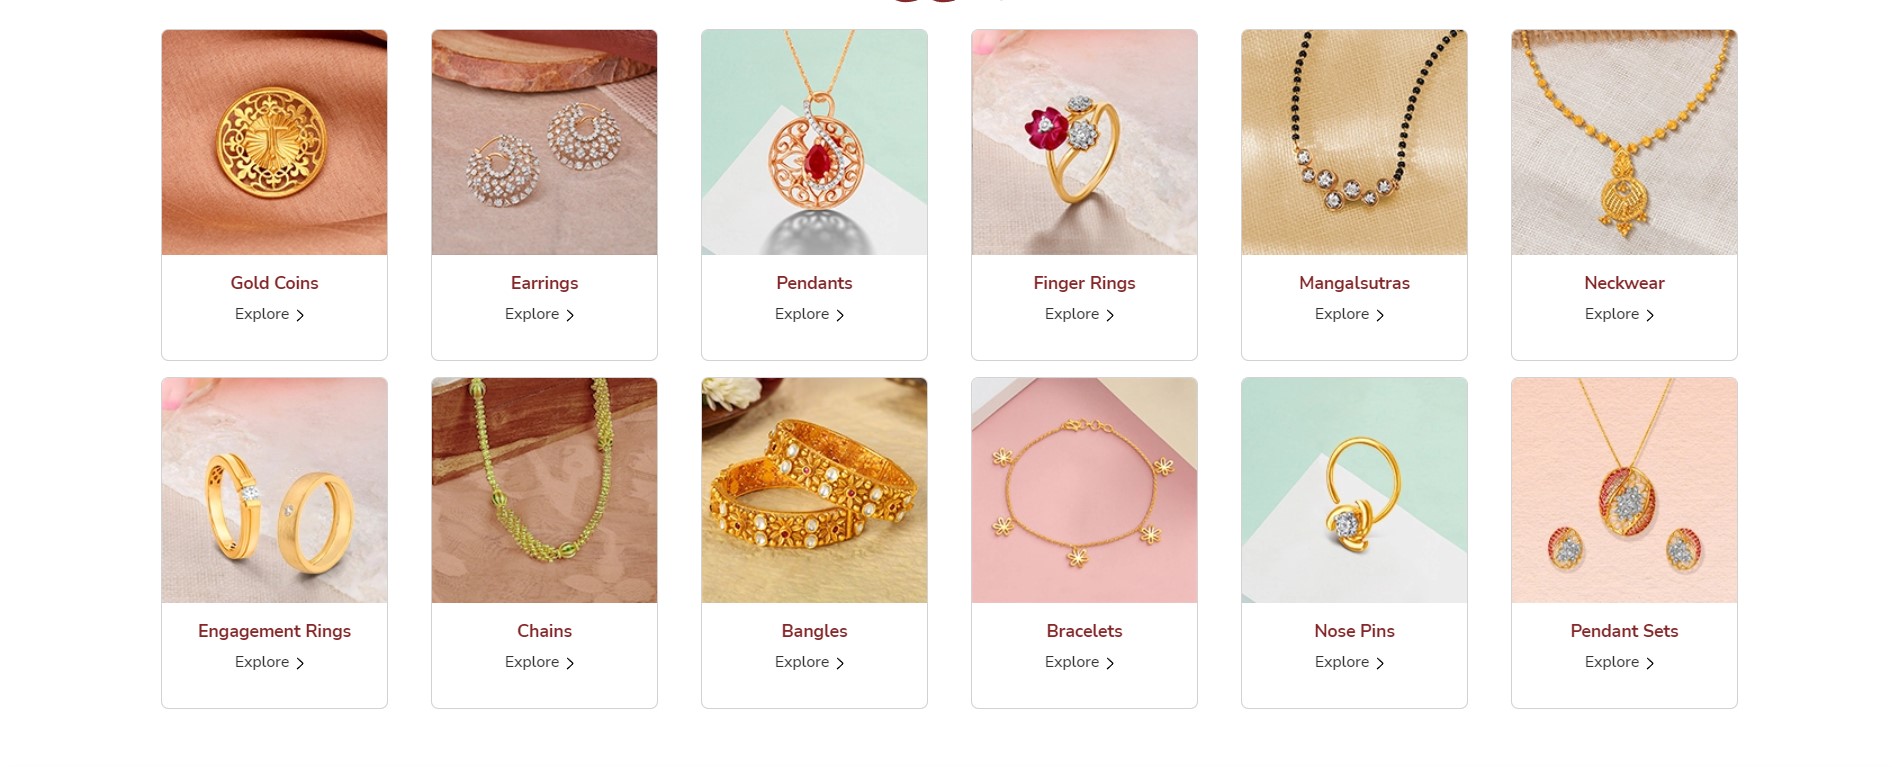 Gold Coins
Explore
Earrings
Explore
Pendants
Explore
Finger Rings
Explore
Mangalsutras
Explore
Neckwear
Explore
Engagement Rings
Explore
Chains
Explore
Bangles
Explore
Bracelets
Explore
Nose Pins
Explore
Pendant Sets
Explore